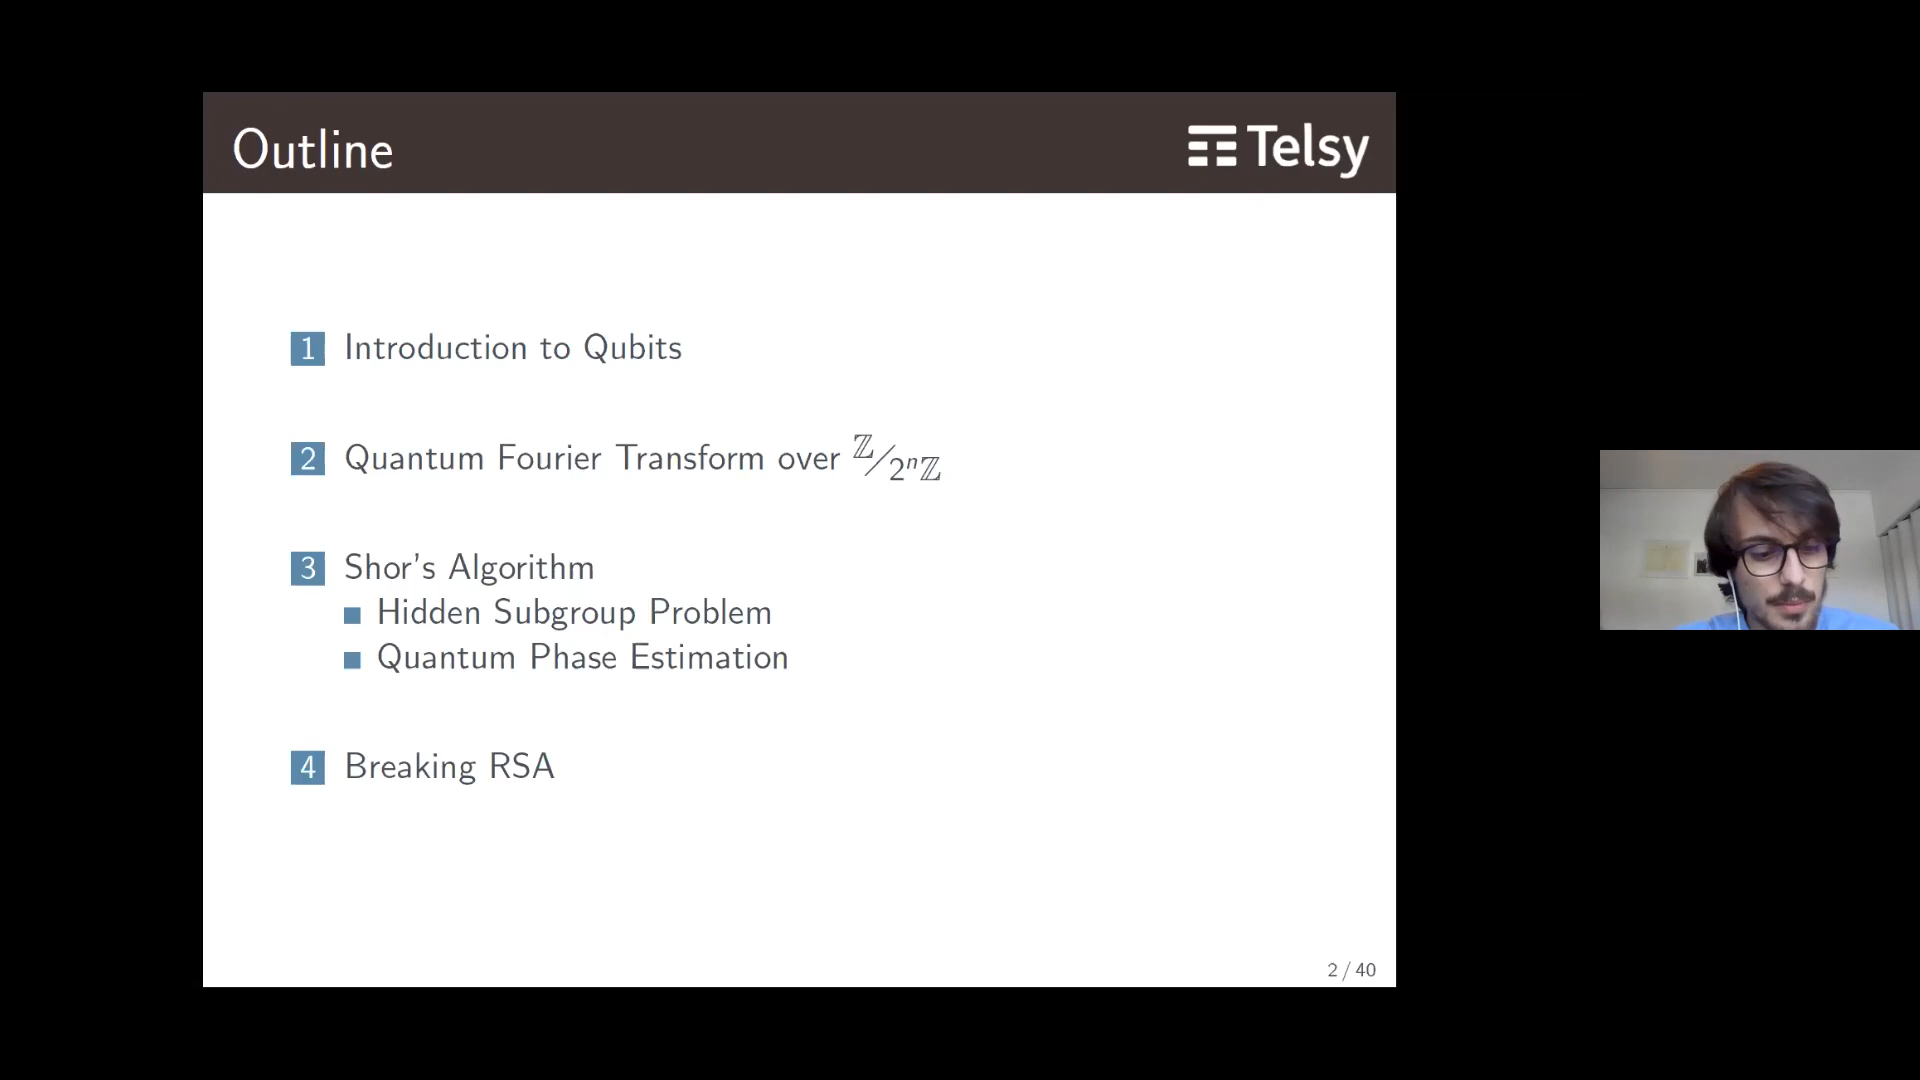 Outline
Telsy
1 Introduction to Qubits
2 Quantum Fourier Transform over ℤ/2ⁿℤ
3 Shor's Algorithm
Hidden Subgroup Problem
Quantum Phase Estimation
4 Breaking RSA
2 / 40